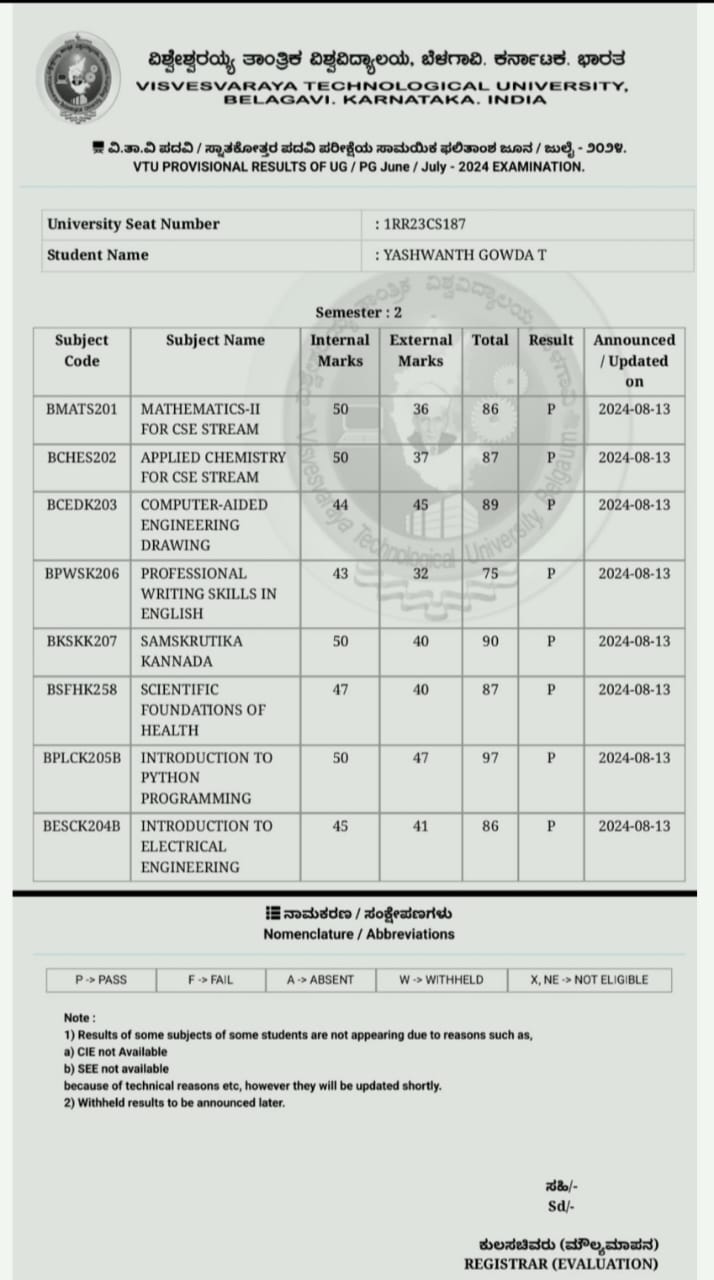 ವಿಶ್ವೇಶ್ವರಯ್ಯ ತಾಂತ್ರಿಕ ವಿಶ್ವವಿದ್ಯಾಲಯ, ಬೆಳಗಾವಿ. ಕರ್ನಾಟಕ. ಭಾರತ
VISVESVARAYA TECHNOLOGICAL UNIVERSITY,
BELAGAVI. KARNATAKA. INDIA
ವಿ.ತಾ.ವಿ ಪದವಿ / ಸ್ನಾತಕೋತ್ತರ ಪದವಿ ಪರೀಕ್ಷೆಯ ಸಾಮಯಿಕ ಫಲಿತಾಂಶ ಜೂನ / ಜುಲೈ - ೨೦೨೪.
VTU PROVISIONAL RESULTS OF UG / PG June / July - 2024 EXAMINATION.
University Seat Number : 1RR23CS187
Student Name : YASHWANTH GOWDA T
Semester : 2
Subject Subject Name Internal External Total Result Announced
Code Marks Marks / Updated
on
BMATS201 MATHEMATICS-II 50 36 86 P 2024-08-13
FOR CSE STREAM
BCHES202 APPLIED CHEMISTRY 50 37 87 P 2024-08-13
FOR CSE STREAM
BCEDK203 COMPUTER-AIDED 44 45 89 P 2024-08-13
ENGINEERING
DRAWING
BPWSK206 PROFESSIONAL 43 32 75 P 2024-08-13
WRITING SKILLS IN
ENGLISH
BKSKK207 SAMSKRUTIKA 50 40 90 P 2024-08-13
KANNADA
BSFHK258 SCIENTIFIC 47 40 87 P 2024-08-13
FOUNDATIONS OF
HEALTH
BPLCK205B INTRODUCTION TO 50 47 97 P 2024-08-13
PYTHON
PROGRAMMING
BESCK204B INTRODUCTION TO 45 41 86 P 2024-08-13
ELECTRICAL
ENGINEERING
Visvesvaraya Technological University Belgaum
ನಾಮಕರಣ / ಸಂಕ್ಷೇಪಣಗಳು
Nomenclature / Abbreviations
P -> PASS F -> FAIL A -> ABSENT W -> WITHHELD X, NE -> NOT ELIGIBLE
Note :
1) Results of some subjects of some students are not appearing due to reasons such as,
a) CIE not Available
b) SEE not available
because of technical reasons etc, however they will be updated shortly.
2) Withheld results to be announced later.
ಸಹಿ/-
Sd/-
ಕುಲಸಚಿವರು (ಮೌಲ್ಯಮಾಪನ)
REGISTRAR (EVALUATION)